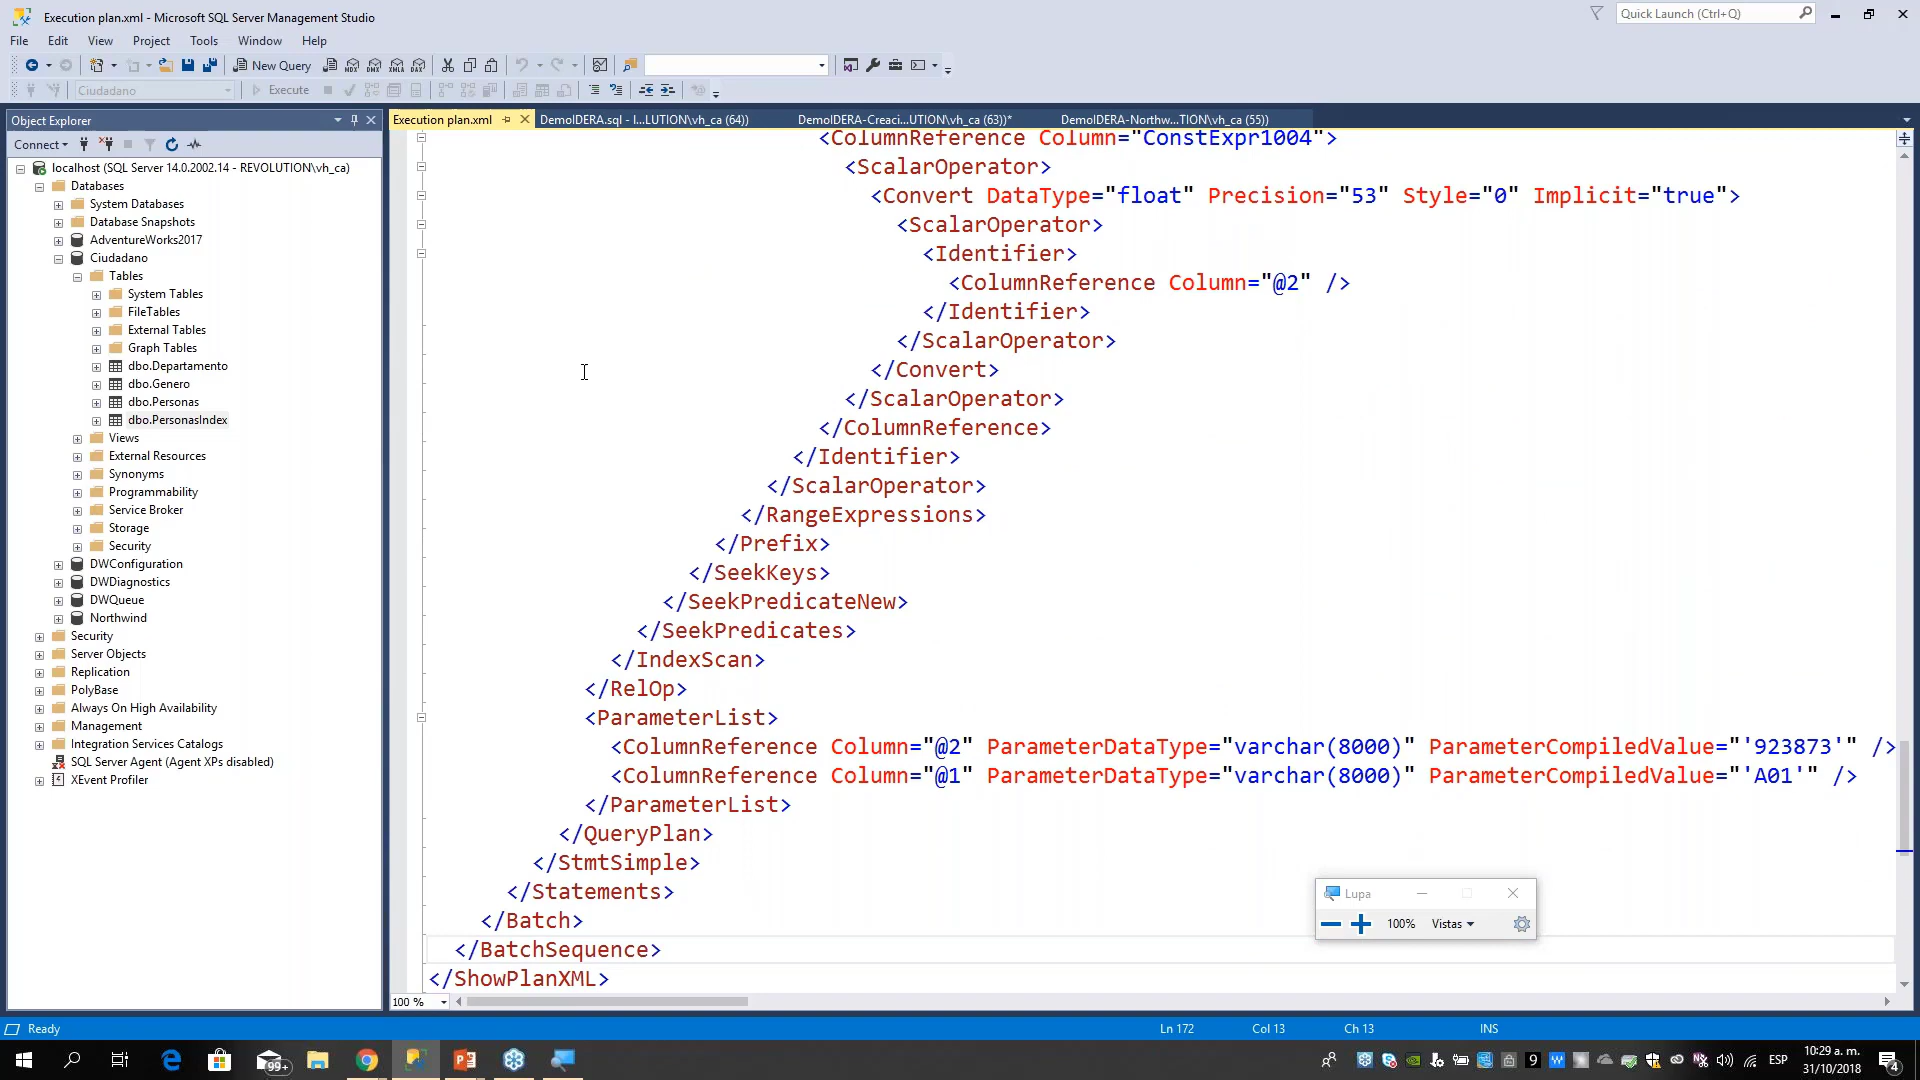 Execution plan.xml - Microsoft SQL Server Management Studio
Quick Launch (Ctrl+Q)
File Edit View Project Tools Window Help
New Query
Ciudadano
Execute
Object Explorer
Connect
localhost (SQL Server 14.0.2002.14 - REVOLUTION\vh_ca)
Databases
System Databases
Database Snapshots
AdventureWorks2017
Ciudadano
Tables
System Tables
FileTables
External Tables
Graph Tables
dbo.Departamento
dbo.Genero
dbo.Personas
dbo.PersonasIndex
Views
External Resources
Synonyms
Programmability
Service Broker
Storage
Security
DWConfiguration
DWDiagnostics
DWQueue
Northwind
Security
Server Objects
Replication
PolyBase
Always On High Availability
Management
Integration Services Catalogs
SQL Server Agent (Agent XPs disabled)
XEvent Profiler
Execution plan.xml DemoIDERA.sql - l...LUTION\vh_ca (64)) DemoIDERA-Creaci...UTION\vh_ca (63))* DemoIDERA-Northw...TION\vh_ca (55))
<ColumnReference Column="ConstExpr1004">
<ScalarOperator>
<Convert DataType="float" Precision="53" Style="0" Implicit="true">
<ScalarOperator>
<Identifier>
<ColumnReference Column="@2" />
</Identifier>
</ScalarOperator>
</Convert>
</ScalarOperator>
</ColumnReference>
</Identifier>
</ScalarOperator>
</RangeExpressions>
</Prefix>
</SeekKeys>
</SeekPredicateNew>
</SeekPredicates>
</IndexScan>
</RelOp>
<ParameterList>
<ColumnReference Column="@2" ParameterDataType="varchar(8000)" ParameterCompiledValue="'923873'" />
<ColumnReference Column="@1" ParameterDataType="varchar(8000)" ParameterCompiledValue="'A01'" />
</ParameterList>
</QueryPlan>
</StmtSimple>
</Statements>
</Batch>
</BatchSequence>
</ShowPlanXML>
Lupa
100% Vistas
100 %
Ready Ln 172 Col 13 Ch 13 INS
99+
9
ESP
10:29 a. m.
31/10/2018
4